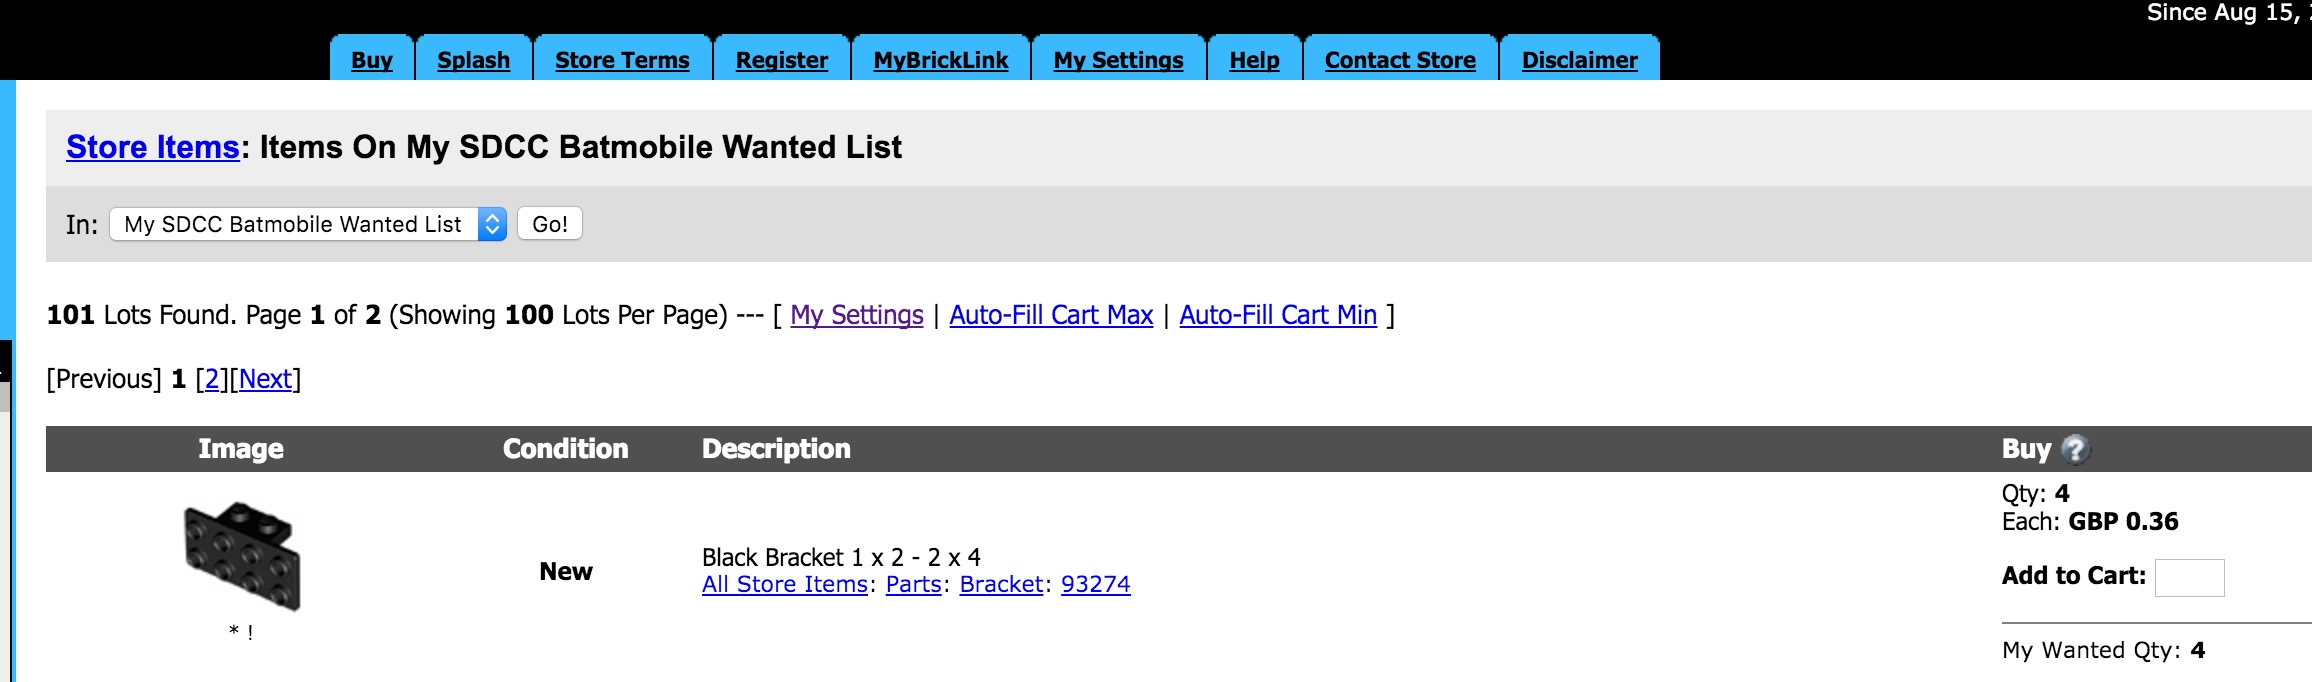 Since Aug 15,
Buy Splash Store Terms Register MyBrickLink My Settings Help Contact Store Disclaimer
Store Items: Items On My SDCC Batmobile Wanted List
In: My SDCC Batmobile Wanted List Go!
101 Lots Found. Page 1 of 2 (Showing 100 Lots Per Page) --- [ My Settings | Auto-Fill Cart Max | Auto-Fill Cart Min ]
[Previous] 1 [2][Next]
Image Condition Description Buy ?
Qty: 4
Each: GBP 0.36
Black Bracket 1 x 2 - 2 x 4
New
All Store Items: Parts: Bracket: 93274
Add to Cart:
* !
My Wanted Qty: 4